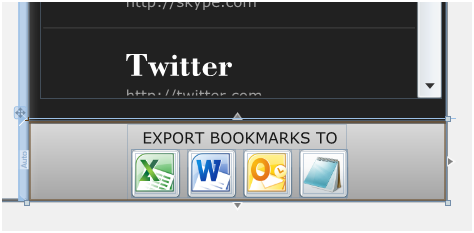 http://skype.com
Twitter
http://twitter.com
Auto
EXPORT BOOKMARKS TO